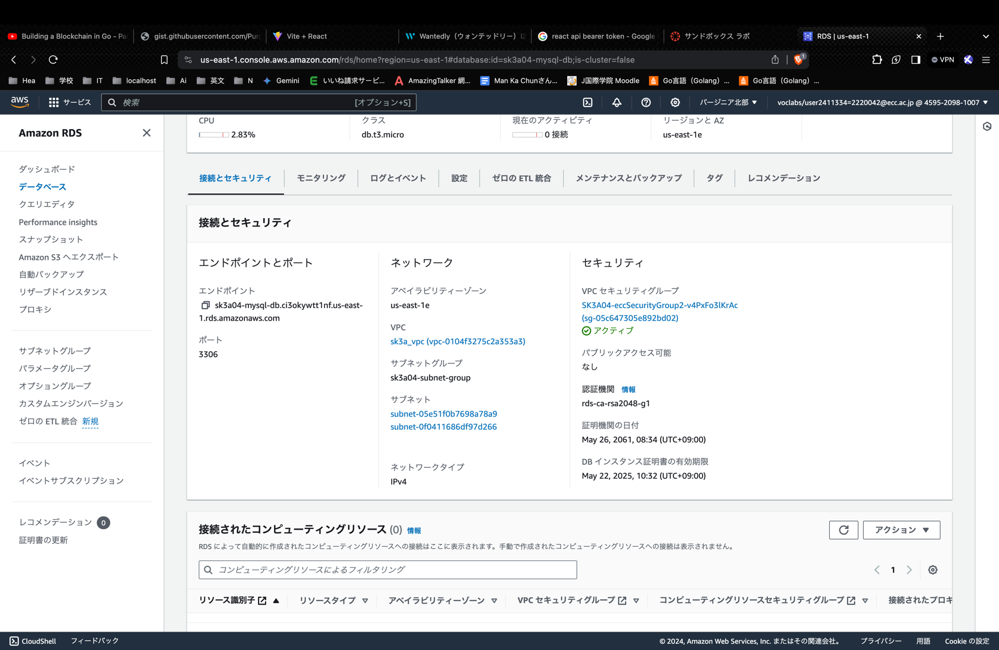 Building a Blockchain in Go - Pa
gist.githubusercontent.com/Pur
Vite + React
Wantedly（ウォンテッドリー）は
react api bearer token - Google
サンドボックス ラボ
RDS | us-east-1
us-east-1.console.aws.amazon.com/rds/home?region=us-east-1#database:id=sk3a04-mysql-db;is-cluster=false
1
VPN
Hea
学校
IT
localhost
Ai
英文
N
Gemini
いいね請求サービ...
AmazingTalker 網...
Man Ka Chunさん...
J国際学院 Moodle
Go言語（Golang）...
Go言語（Golang）...
aws
サービス
検索
[オプション+S]
バージニア北部
voclabs/user2411334=2220042@ecc.ac.jp @ 4595-2098-1007
Amazon RDS
ダッシュボード
データベース
クエリエディタ
Performance insights
スナップショット
Amazon S3 へエクスポート
自動バックアップ
リザーブドインスタンス
プロキシ
サブネットグループ
パラメータグループ
オプショングループ
カスタムエンジンバージョン
ゼロの ETL 統合 新規
イベント
イベントサブスクリプション
レコメンデーション 0
証明書の更新
CPU
2.83%
クラス
db.t3.micro
現在のアクティビティ
0 接続
リージョンと AZ
us-east-1e
接続とセキュリティ
モニタリング
ログとイベント
設定
ゼロの ETL 統合
メンテナンスとバックアップ
タグ
レコメンデーション
接続とセキュリティ
エンドポイントとポート
エンドポイント
sk3a04-mysql-db.ci3okywtt1nf.us-east-
1.rds.amazonaws.com
ポート
3306
ネットワーク
アベイラビリティーゾーン
us-east-1e
VPC
sk3a_vpc (vpc-0104f3275c2a353a3)
サブネットグループ
sk3a04-subnet-group
サブネット
subnet-05e51f0b7698a78a9
subnet-0f0411686df97d266
ネットワークタイプ
IPv4
セキュリティ
VPC セキュリティグループ
SK3A04-eccSecurityGroup2-v4PxFo3lKrAc
(sg-05c647305e892bd02)
アクティブ
パブリックアクセス可能
なし
認証機関 情報
rds-ca-rsa2048-g1
証明機関の日付
May 26, 2061, 08:34 (UTC+09:00)
DB インスタンス証明書の有効期限
May 22, 2025, 10:32 (UTC+09:00)
接続されたコンピューティングリソース (0) 情報
アクション
RDS によって自動的に作成されたコンピューティングリソースへの接続はここに表示されます。手動で作成されたコンピューティングリソースへの接続は表示されません。
コンピューティングリソースによるフィルタリング
1
リソース識別子
リソースタイプ
アベイラビリティーゾーン
VPC セキュリティグループ
コンピューティングリソースセキュリティグループ
接続されたプロキ
CloudShell
フィードバック
© 2024, Amazon Web Services, Inc. またはその関連会社。
プライバシー
用語
Cookie の設定